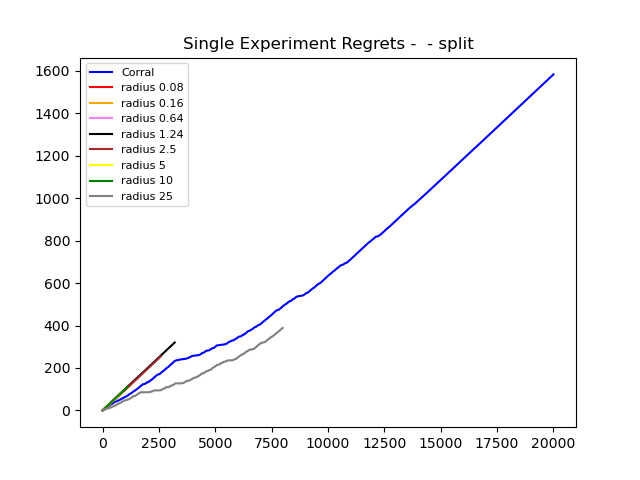 Single Experiment Regrets -  - split
1600
1400
1200
1000
800
600
400
200
0
Corral
radius 0.08
radius 0.16
radius 0.64
radius 1.24
radius 2.5
radius 5
radius 10
radius 25
0 2500 5000 7500 10000 12500 15000 17500 20000